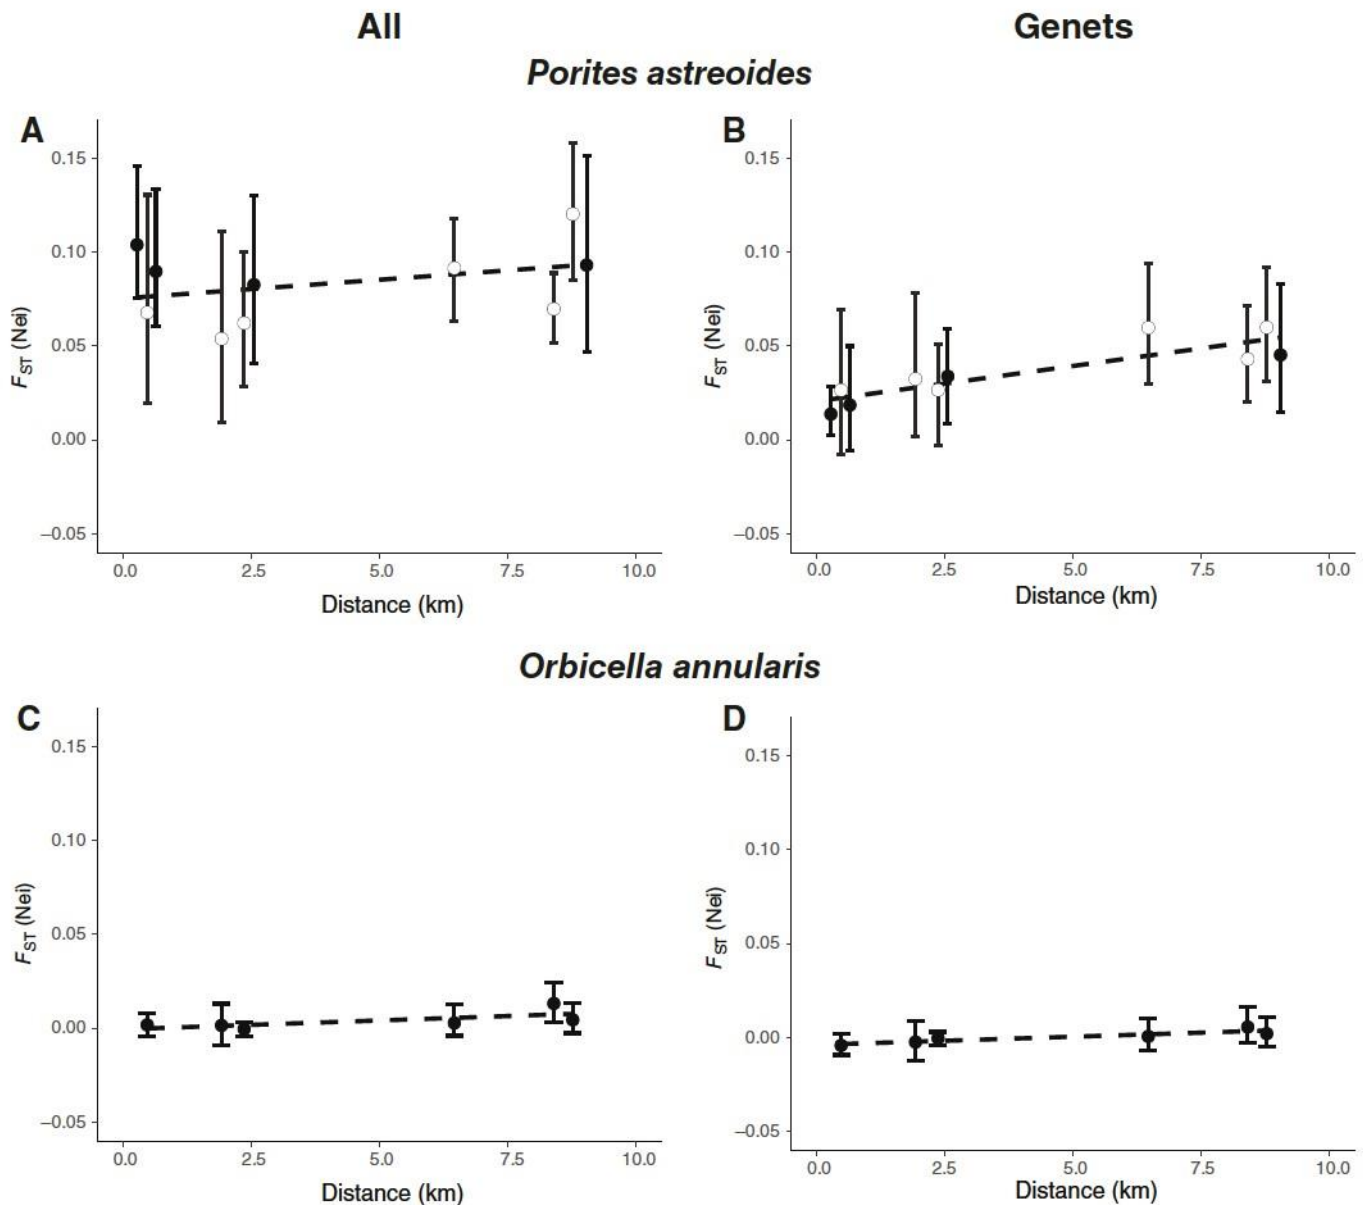 All
Genets
Porites astreoides
A
0.15
0.10
0.05
0.00
–0.05
F_ST (Nei)
0.0 2.5 5.0 7.5 10.0
Distance (km)
B
0.15
0.10
0.05
0.00
–0.05
F_ST (Nei)
0.0 2.5 5.0 7.5 10.0
Distance (km)
Orbicella annularis
C
0.15
0.10
0.05
0.00
–0.05
F_ST (Nei)
0.0 2.5 5.0 7.5 10.0
Distance (km)
D
0.15
0.10
0.05
0.00
–0.05
F_ST (Nei)
0.0 2.5 5.0 7.5 10.0
Distance (km)